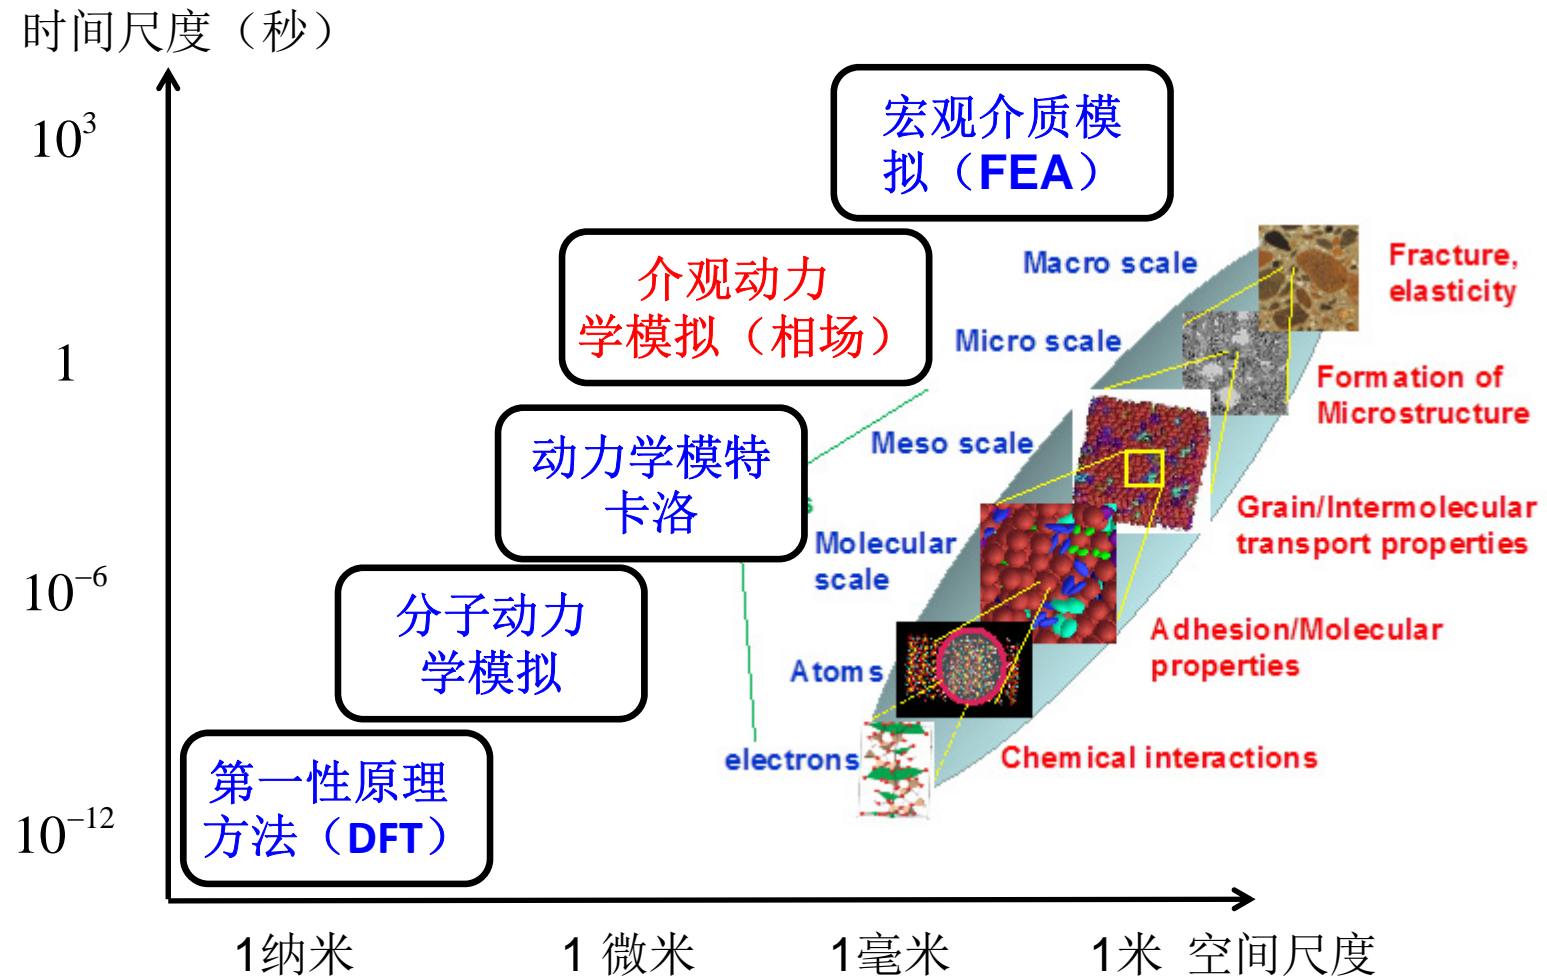 时间尺度（秒）
10³
1
10⁻⁶
10⁻¹²
宏观介质模
拟（FEA）
介观动力
学模拟（相场）
动力学模特
卡洛
分子动力
学模拟
第一性原理
方法（DFT）
Macro scale
Fracture,
elasticity
Micro scale
Formation of
Microstructure
Meso scale
Grain/Intermolecular
transport properties
Molecular
scale
Adhesion/Molecular
properties
Atoms
electrons
Chemical interactions
1纳米
1 微米
1毫米
1米 空间尺度